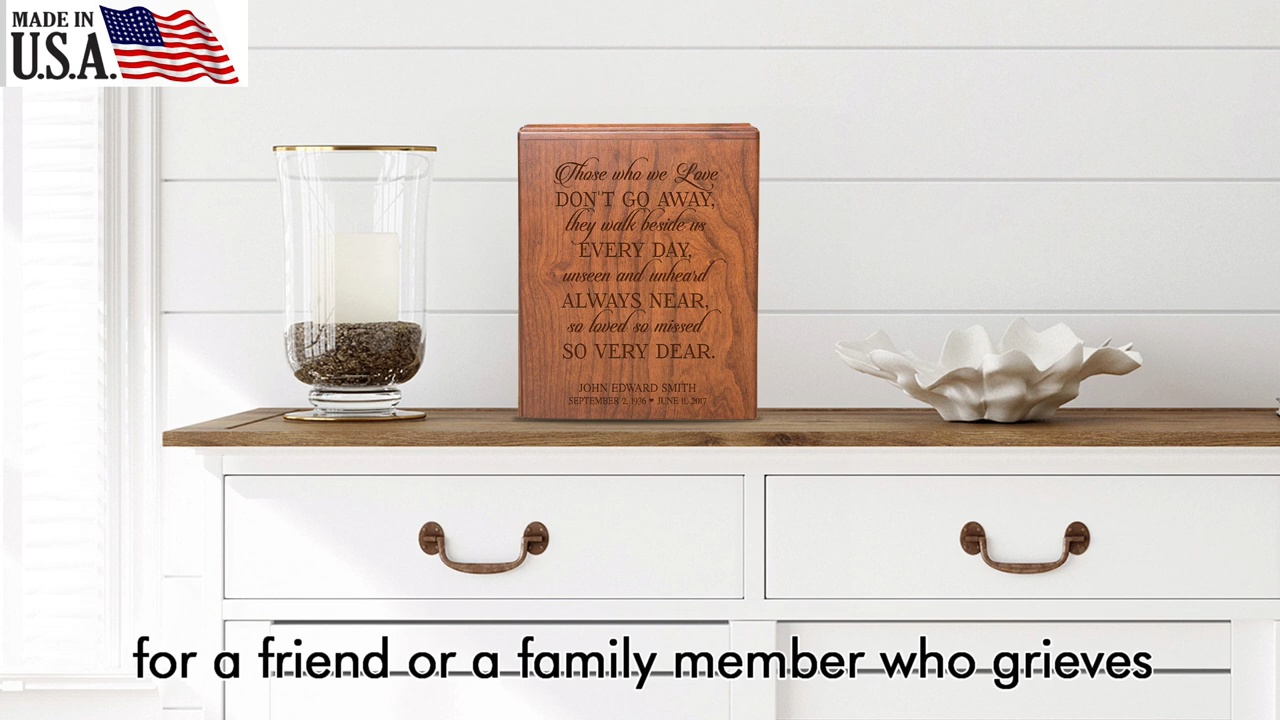 MADE IN
U.S.A.
Those who we Love
DON'T GO AWAY,
they walk beside us
EVERY DAY,
unseen and unheard
ALWAYS NEAR,
so loved so missed
SO VERY DEAR.
JOHN EDWARD SMITH
SEPTEMBER 2, 1936 ♥ JUNE 11, 2017
for a friend or a family member who grieves